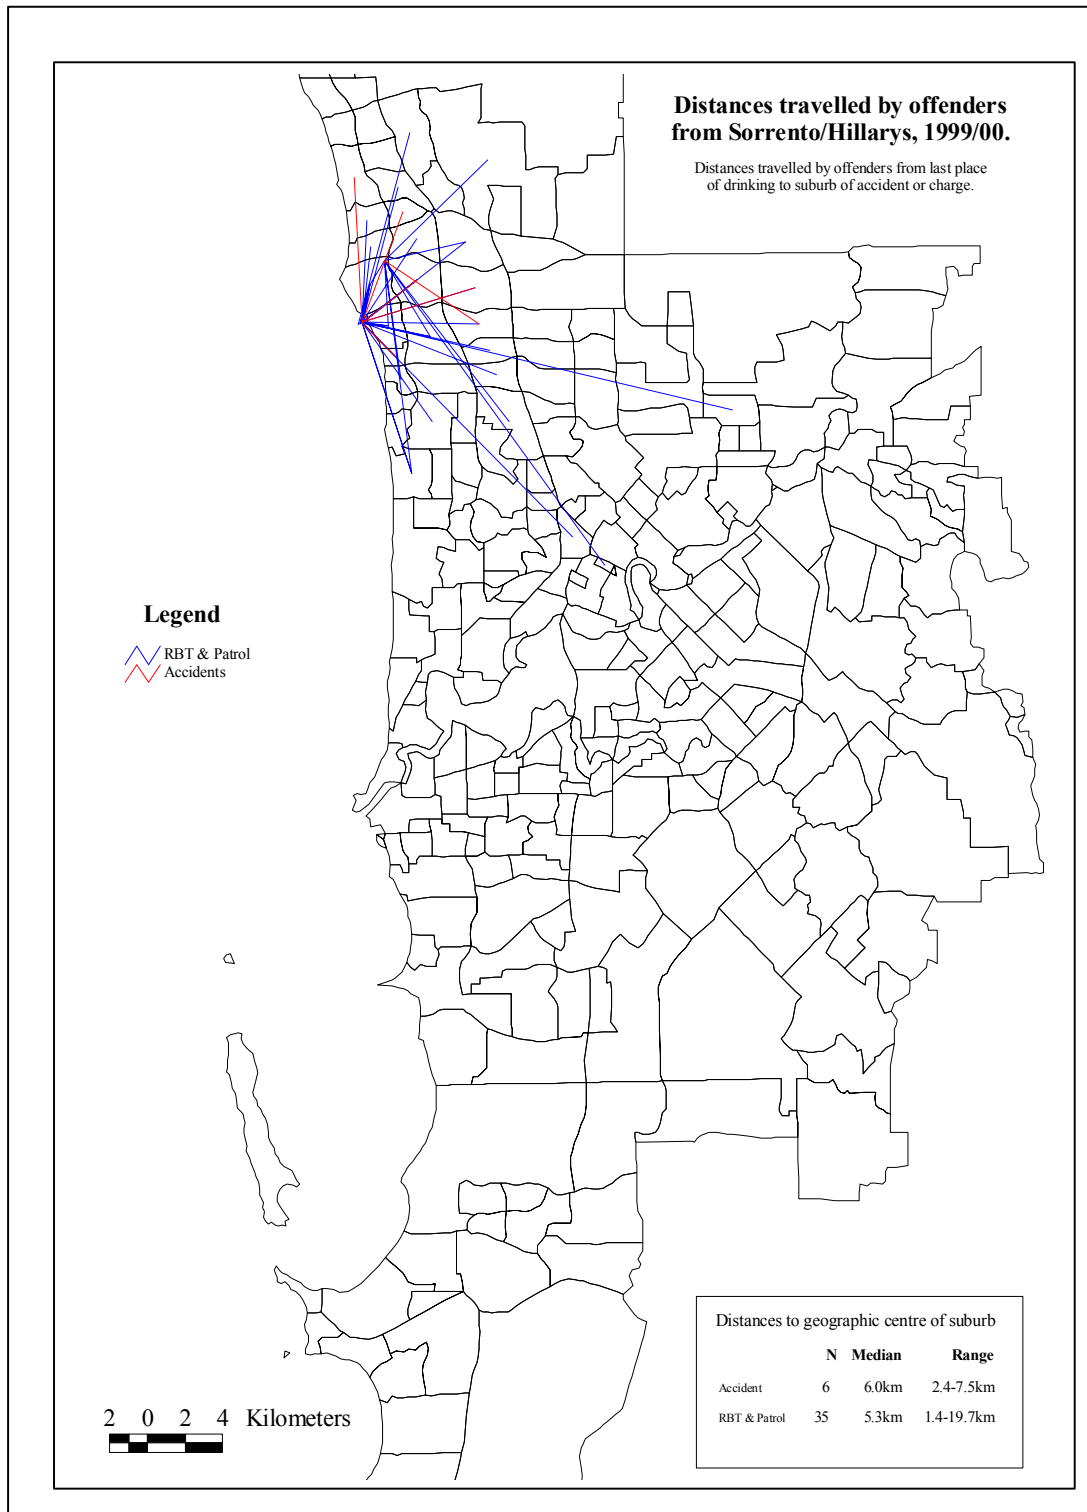 Distances travelled by offenders
from Sorrento/Hillarys, 1999/00.
Distances travelled by offenders from last place
of drinking to suburb of accident or charge.
Legend
RBT & Patrol
Accidents
Distances to geographic centre of suburb
N Median Range
Accident 6 6.0km 2.4-7.5km
RBT & Patrol 35 5.3km 1.4-19.7km
2 0 2 4 Kilometers